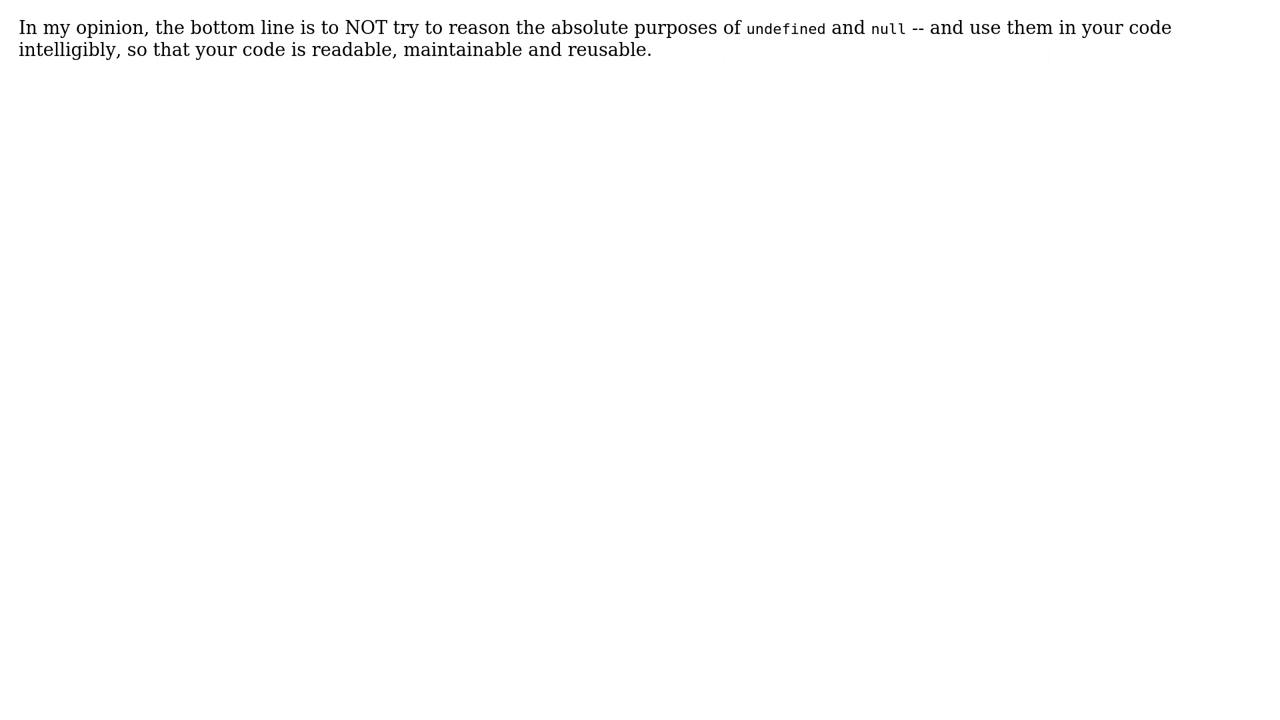 In my opinion, the bottom line is to NOT try to reason the absolute purposes of undefined and null -- and use them in your code
intelligibly, so that your code is readable, maintainable and reusable.